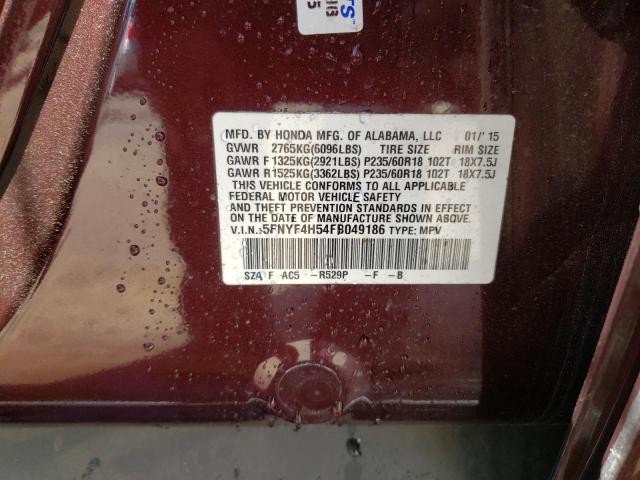 MFD. BY HONDA MFG. OF ALABAMA, LLC 01/'15
GVWR 2765KG(6096LBS) TIRE SIZE RIM SIZE
GAWR F 1325KG(2921LBS) P235/60R18 102T 18X7.5J
GAWR R1525KG(3362LBS) P235/60R18 102T 18X7.5J
THIS VEHICLE CONFORMS TO ALL APPLICABLE
FEDERAL MOTOR VEHICLE SAFETY
AND THEFT PREVENTION STANDARDS IN EFFECT
ON THE DATE OF MANUFACTURE SHOWN ABOVE.
V.I.N.:5FNYF4H54FB049186 TYPE: MPV
SZA F AC5 -R529P -F -B